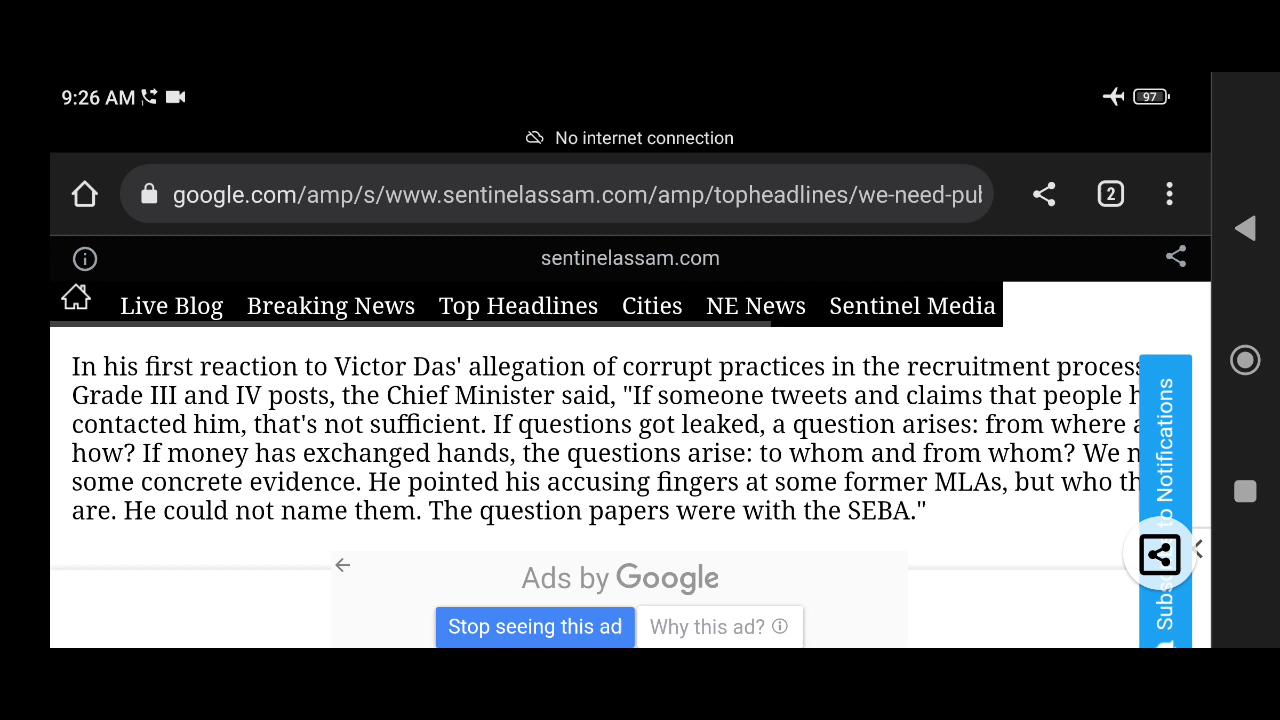 9:26 AM
97
No internet connection
google.com/amp/s/www.sentinelassam.com/amp/topheadlines/we-need-pul
2
sentinelassam.com
Live Blog Breaking News Top Headlines Cities NE News Sentinel Media
In his first reaction to Victor Das' allegation of corrupt practices in the recruitment process
Grade III and IV posts, the Chief Minister said, "If someone tweets and claims that people h
contacted him, that's not sufficient. If questions got leaked, a question arises: from where a
how? If money has exchanged hands, the questions arise: to whom and from whom? We n
some concrete evidence. He pointed his accusing fingers at some former MLAs, but who th
are. He could not name them. The question papers were with the SEBA."
Subsc to Notifications
Ads by Google
Stop seeing this ad
Why this ad?